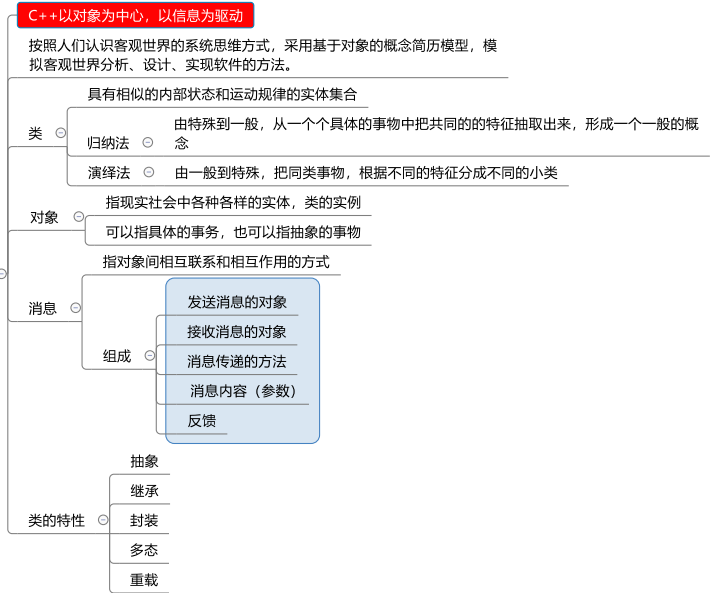 C++以对象为中心，以信息为驱动
按照人们认识客观世界的系统思维方式，采用基于对象的概念简历模型，模
拟客观世界分析、设计、实现软件的方法。
类
具有相似的内部状态和运动规律的实体集合
归纳法
由特殊到一般，从一个个具体的事物中把共同的的特征抽取出来，形成一个一般的概
念
演绎法
由一般到特殊，把同类事物，根据不同的特征分成不同的小类
对象
指现实社会中各种各样的实体，类的实例
可以指具体的事务，也可以指抽象的事物
消息
指对象间相互联系和相互作用的方式
组成
发送消息的对象
接收消息的对象
消息传递的方法
消息内容（参数）
反馈
类的特性
抽象
继承
封装
多态
重载